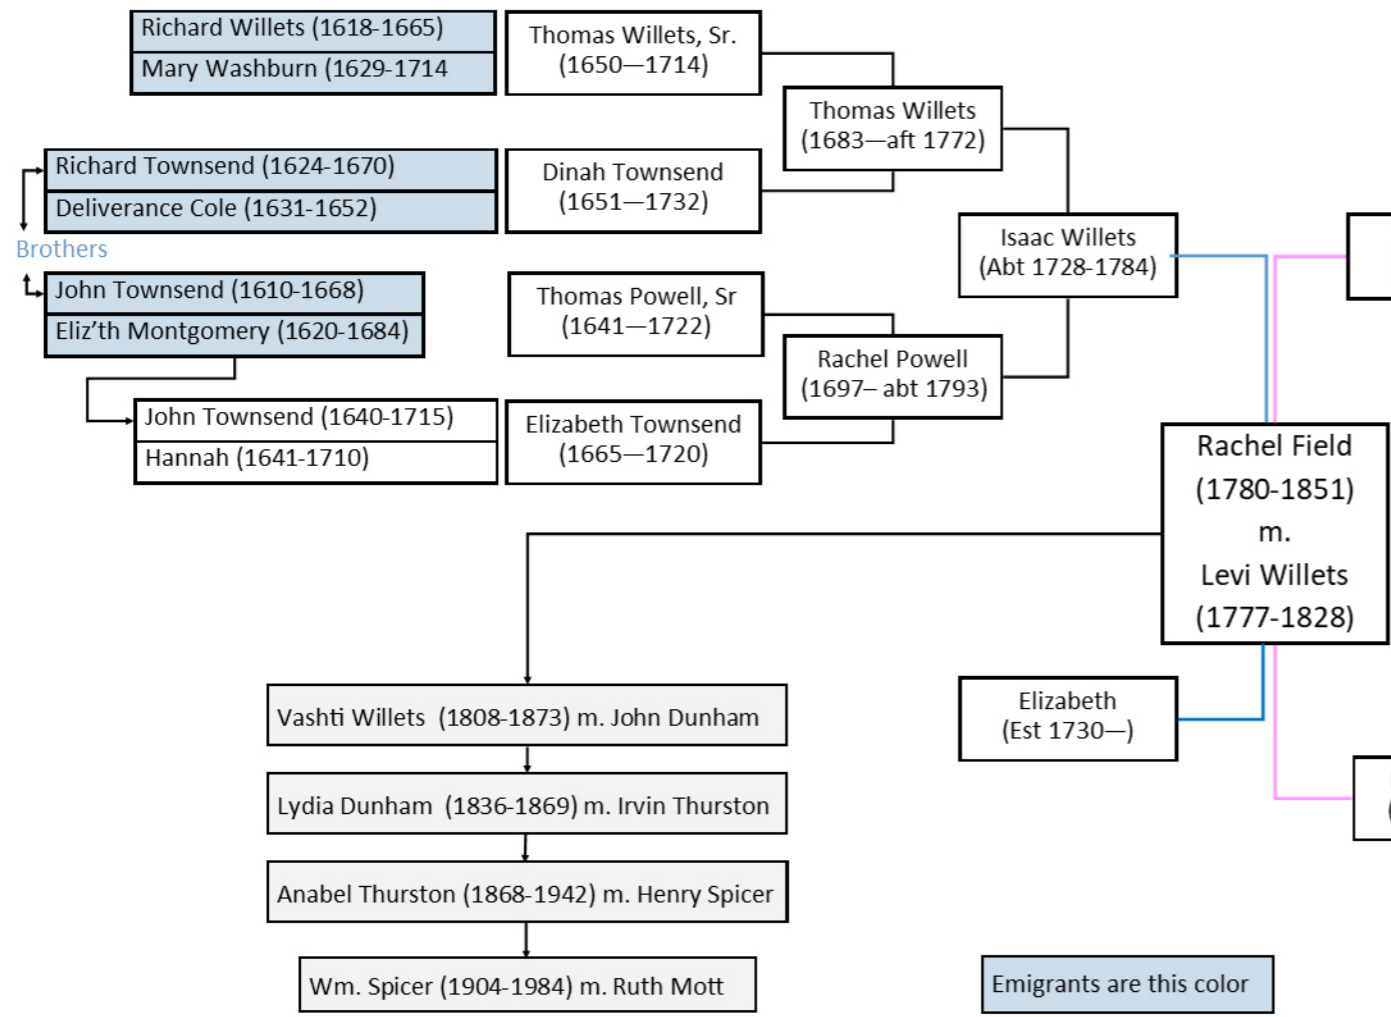 Richard Willets (1618-1665)
Mary Washburn (1629-1714
Thomas Willets, Sr.
(1650—1714)
Thomas Willets
(1683—aft 1772)
Richard Townsend (1624-1670)
Deliverance Cole (1631-1652)
Dinah Townsend
(1651—1732)
Brothers
Isaac Willets
(Abt 1728-1784)
John Townsend (1610-1668)
Eliz’th Montgomery (1620-1684)
Thomas Powell, Sr
(1641—1722)
Rachel Powell
(1697– abt 1793)
John Townsend (1640-1715)
Hannah (1641-1710)
Elizabeth Townsend
(1665—1720)
Rachel Field
(1780-1851)
m.
Levi Willets
(1777-1828)
Elizabeth
(Est 1730—)
Vashti Willets  (1808-1873) m. John Dunham
Lydia Dunham  (1836-1869) m. Irvin Thurston
Anabel Thurston (1868-1942) m. Henry Spicer
Wm. Spicer (1904-1984) m. Ruth Mott
Emigrants are this color